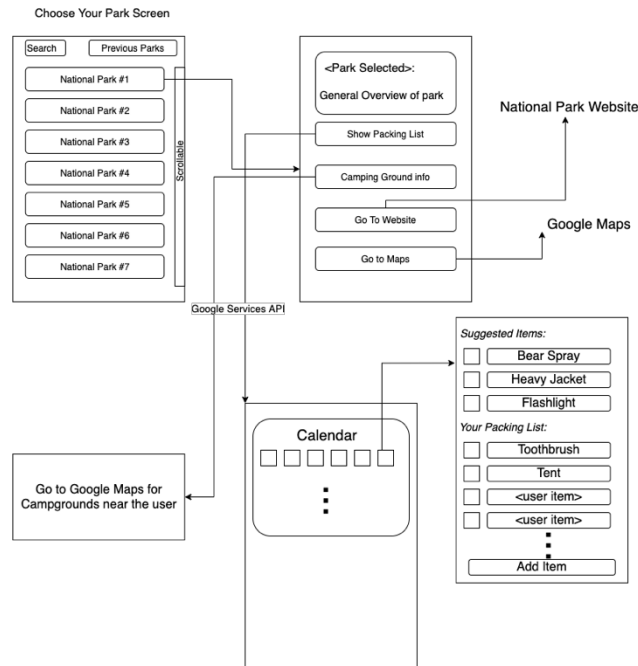 Choose Your Park Screen
Search
Previous Parks
National Park #1
National Park #2
National Park #3
National Park #4
National Park #5
National Park #6
National Park #7
Scrollable
<Park Selected>:
General Overview of park
Show Packing List
Camping Ground info
Go To Website
Go to Maps
National Park Website
Google Maps
Google Services API
Go to Google Maps for
Campgrounds near the user
Calendar
Suggested Items:
Bear Spray
Heavy Jacket
Flashlight
Your Packing List:
Toothbrush
Tent
<user item>
<user item>
Add Item